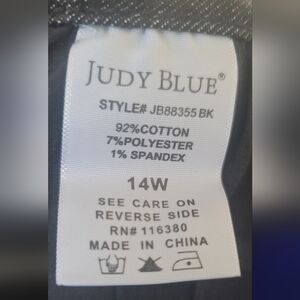 JUDY BLUE®
STYLE# JB88355 BK
92%COTTON
7%POLYESTER
1% SPANDEX
14W
SEE CARE ON
REVERSE SIDE
RN# 116380
MADE IN CHINA